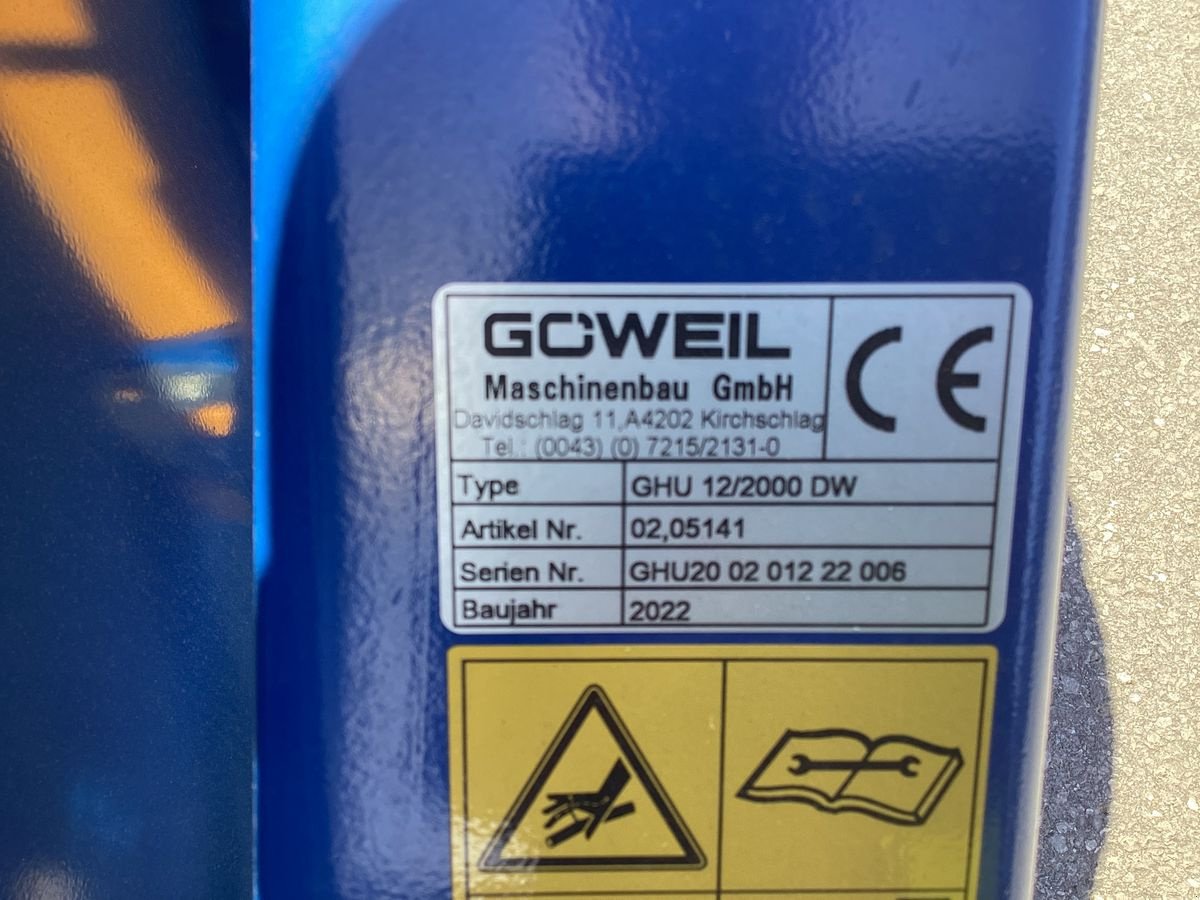 GÖWEIL
Maschinenbau GmbH
Davidschlag 11,A4202 Kirchschlag
Tel.: (0043) (0) 7215/2131-0
CE
Type GHU 12/2000 DW
Artikel Nr. 02,05141
Serien Nr. GHU20 02 012 22 006
Baujahr 2022